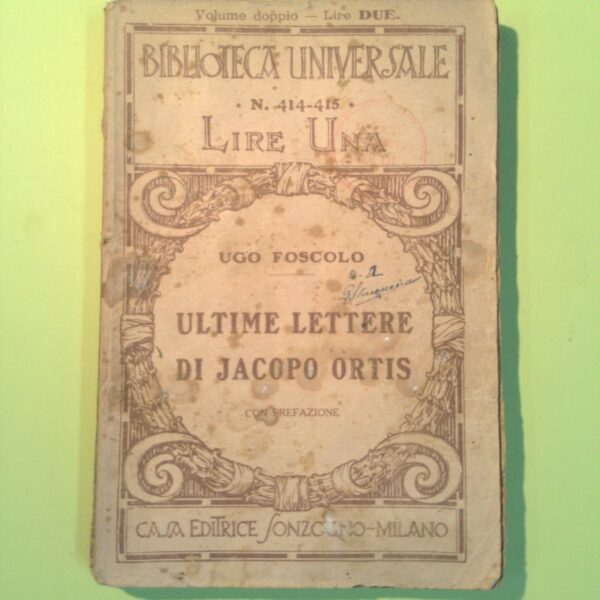 Volume doppio — Lire DUE.
BIBLIOTECA UNIVERSALE
• N. 414-415 •
LIRE UNA
UGO FOSCOLO
ULTIME LETTERE
DI JACOPO ORTIS
CON PREFAZIONE
CASA EDITRICE SONZOGNO-MILANO